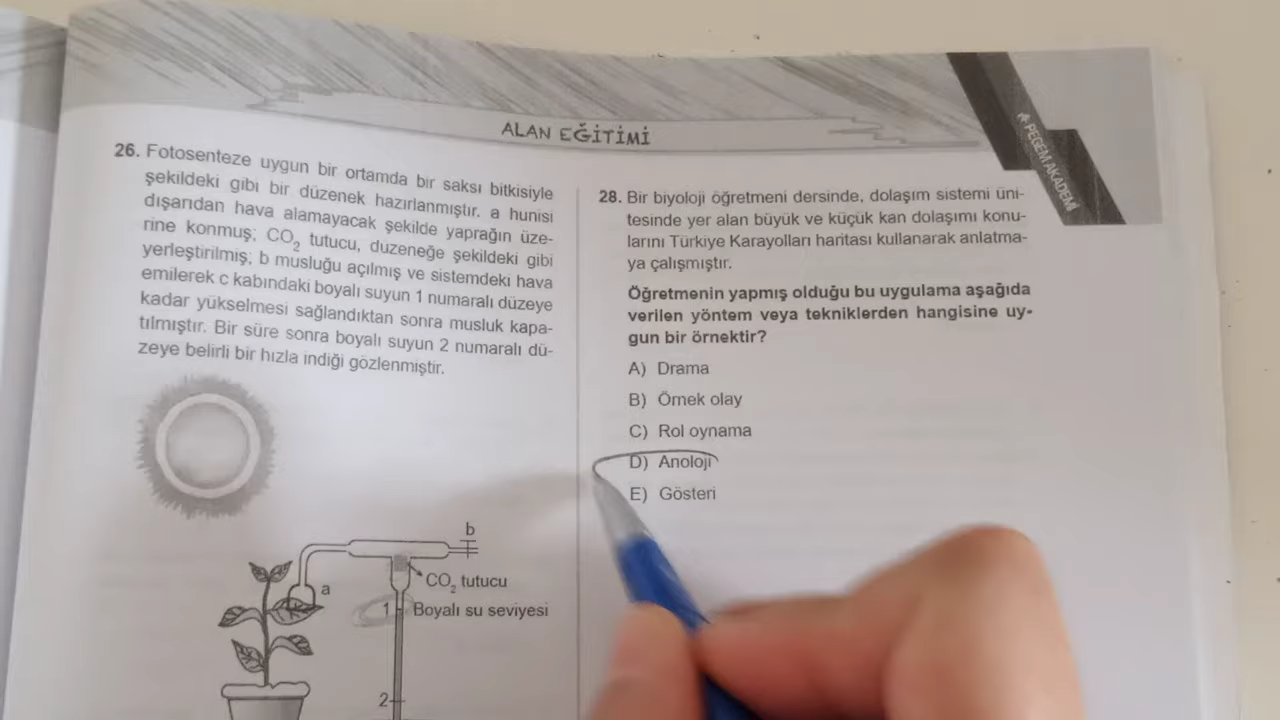 ALAN EĞİTİMİ
PEGEM AKADEMİ
26. Fotosenteze uygun bir ortamda bir saksı bitkisiyle
şekildeki gibi bir düzenek hazırlanmıştır. a hunisi
dışarıdan hava alamayacak şekilde yaprağın üze-
rine konmuş; CO2 tutucu, düzeneğe şekildeki gibi
yerleştirilmiş, b musluğu açılmış ve sistemdeki hava
emilerek c kabındaki boyalı suyun 1 numaralı düzeye
kadar yükselmesi sağlandıktan sonra musluk kapa-
tılmıştır. Bir süre sonra boyalı suyun 2 numaralı dü-
zeye belirli bir hızla indiği gözlenmiştir.
b
a
CO2 tutucu
1 Boyalı su seviyesi
2
28. Bir biyoloji öğretmeni dersinde, dolaşım sistemi üni-
tesinde yer alan büyük ve küçük kan dolaşımı konu-
larını Türkiye Karayolları haritası kullanarak anlatma-
ya çalışmıştır.
Öğretmenin yapmış olduğu bu uygulama aşağıda
verilen yöntem veya tekniklerden hangisine uy-
gun bir örnektir?
A) Drama
B) Örnek olay
C) Rol oynama
D) Anoloji
E) Gösteri